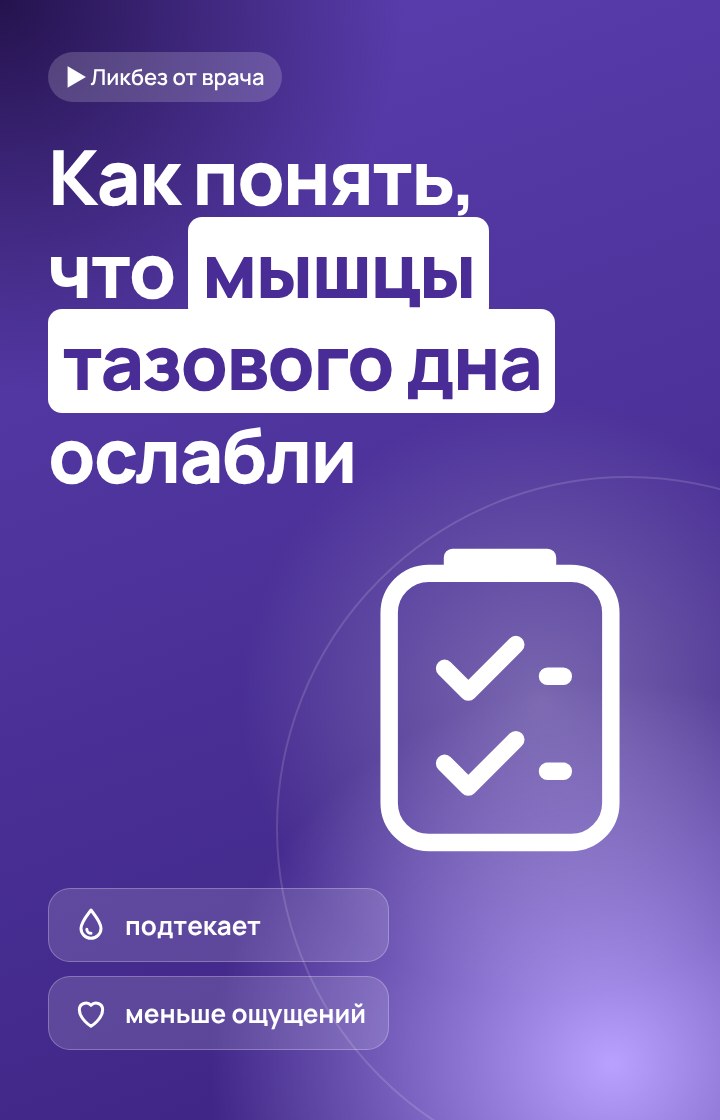 Ликбез от врача
Как понять,
что мышцы
тазового дна
ослабли
подтекает
меньше ощущений